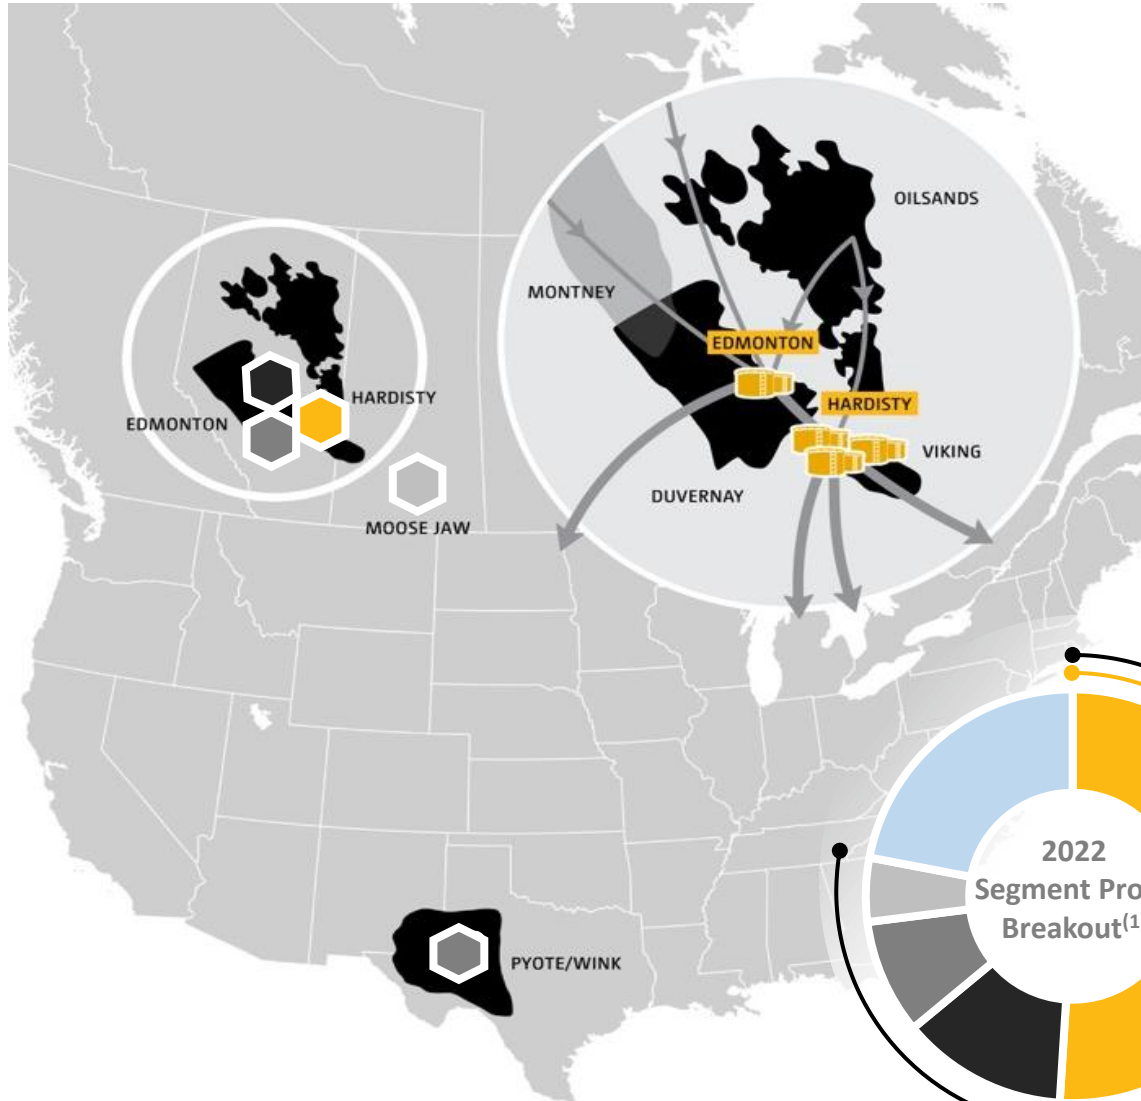 OILSANDS
MONTNEY
EDMONTON
HARDISTY
VIKING
DUVERNAY
HARDISTY
EDMONTON
MOOSE JAW
PYOTE/WINK
2022
Segment Pro
Breakout(1